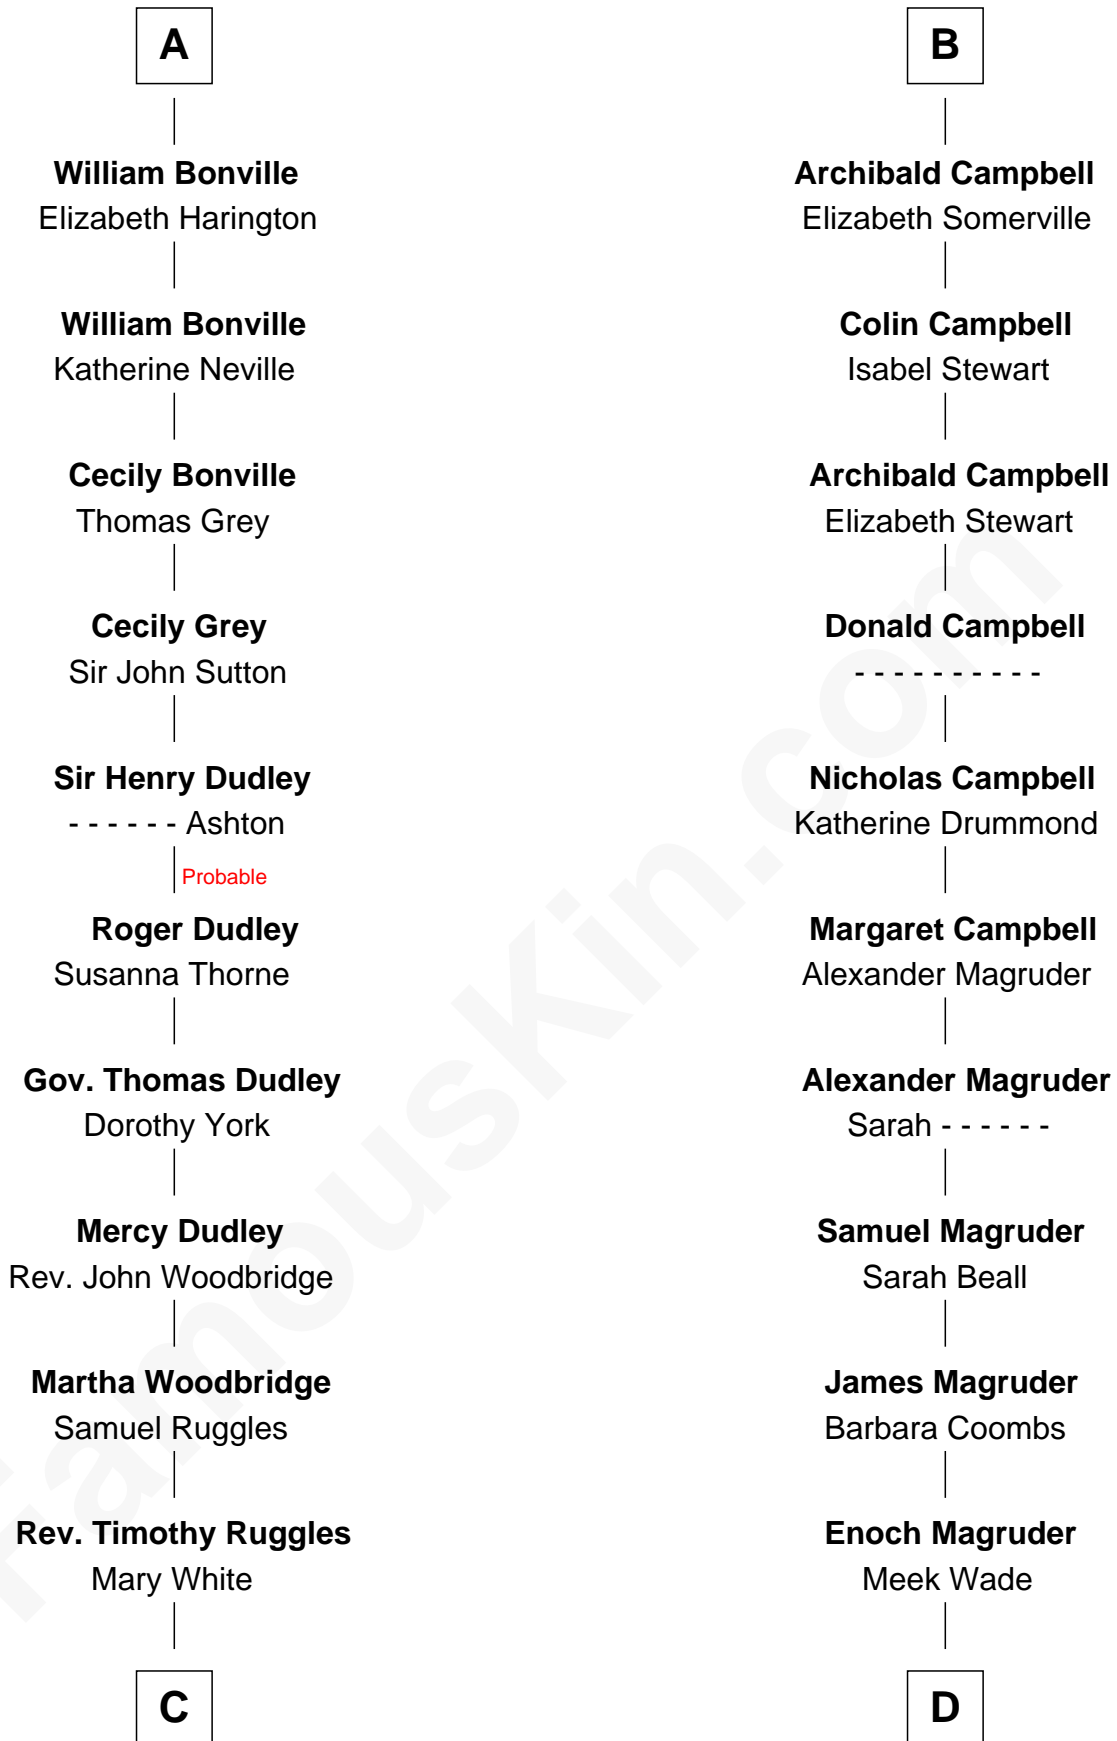 A
William Bonville
Elizabeth Harington
William Bonville
Katherine Neville
Cecily Bonville
Thomas Grey
Cecily Grey
Sir John Sutton
Sir Henry Dudley
- - - - - - Ashton
Probable
Roger Dudley
Susanna Thorne
Gov. Thomas Dudley
Dorothy York
Mercy Dudley
Rev. John Woodbridge
Martha Woodbridge
Samuel Ruggles
Rev. Timothy Ruggles
Mary White
C
B
Archibald Campbell
Elizabeth Somerville
Colin Campbell
Isabel Stewart
Archibald Campbell
Elizabeth Stewart
Donald Campbell
- - - - - - - - - -
Nicholas Campbell
Katherine Drummond
Margaret Campbell
Alexander Magruder
Alexander Magruder
Sarah - - - - - -
Samuel Magruder
Sarah Beall
James Magruder
Barbara Coombs
Enoch Magruder
Meek Wade
D
FamousKin.com